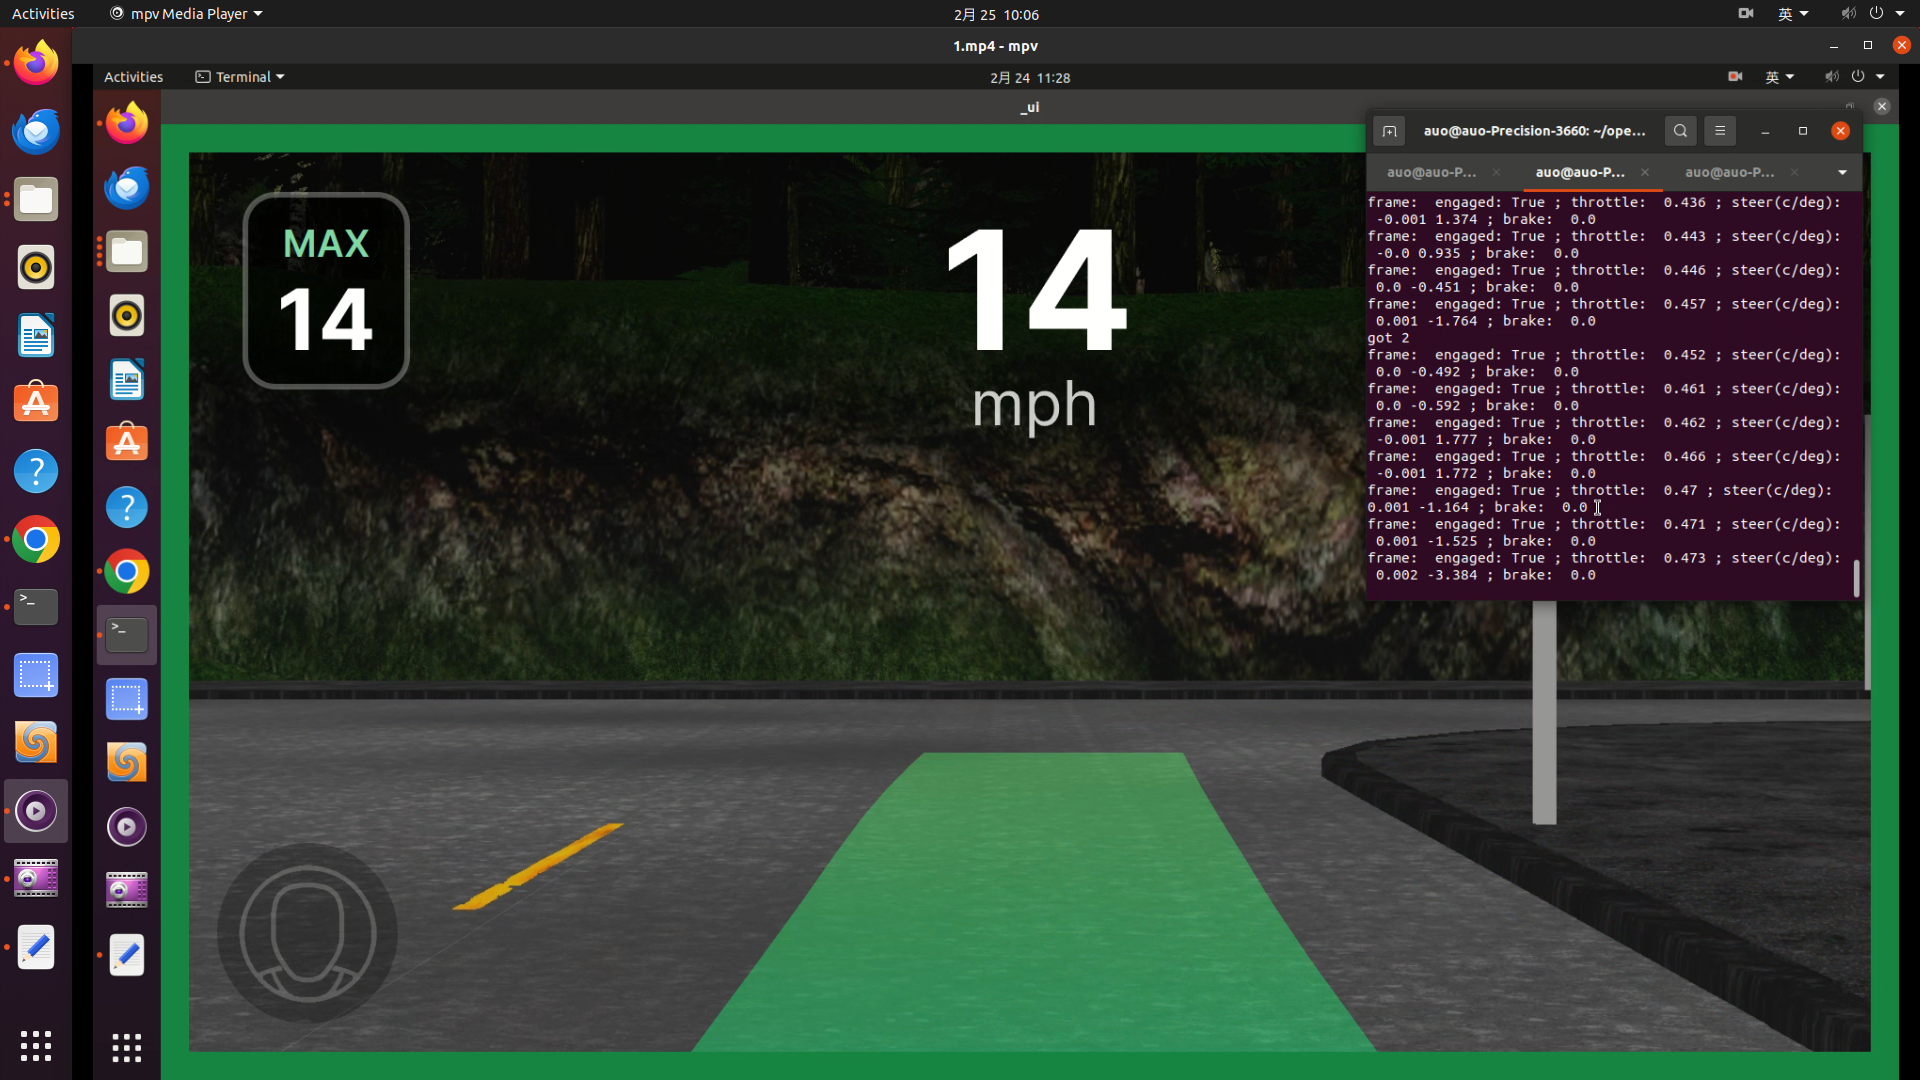 Activities
mpv Media Player
2月 25 10:06
英
1.mp4 - mpv
Activities
Terminal
2月 24 11:28
英
_ui
auo@auo-Precision-3660: ~/ope...
auo@auo-P...
auo@auo-P...
auo@auo-P...
MAX
14
14
mph
frame:  engaged: True ; throttle:  0.436 ; steer(c/deg):
-0.001 1.374 ; brake:  0.0
frame:  engaged: True ; throttle:  0.443 ; steer(c/deg):
-0.0 0.935 ; brake:  0.0
frame:  engaged: True ; throttle:  0.446 ; steer(c/deg):
0.0 -0.451 ; brake:  0.0
frame:  engaged: True ; throttle:  0.457 ; steer(c/deg):
0.001 -1.764 ; brake:  0.0
got 2
frame:  engaged: True ; throttle:  0.452 ; steer(c/deg):
0.0 -0.492 ; brake:  0.0
frame:  engaged: True ; throttle:  0.461 ; steer(c/deg):
0.0 -0.592 ; brake:  0.0
frame:  engaged: True ; throttle:  0.462 ; steer(c/deg):
-0.001 1.777 ; brake:  0.0
frame:  engaged: True ; throttle:  0.466 ; steer(c/deg):
-0.001 1.772 ; brake:  0.0
frame:  engaged: True ; throttle:  0.47 ; steer(c/deg):
0.001 -1.164 ; brake:  0.0
frame:  engaged: True ; throttle:  0.471 ; steer(c/deg):
0.001 -1.525 ; brake:  0.0
frame:  engaged: True ; throttle:  0.473 ; steer(c/deg):
0.002 -3.384 ; brake:  0.0